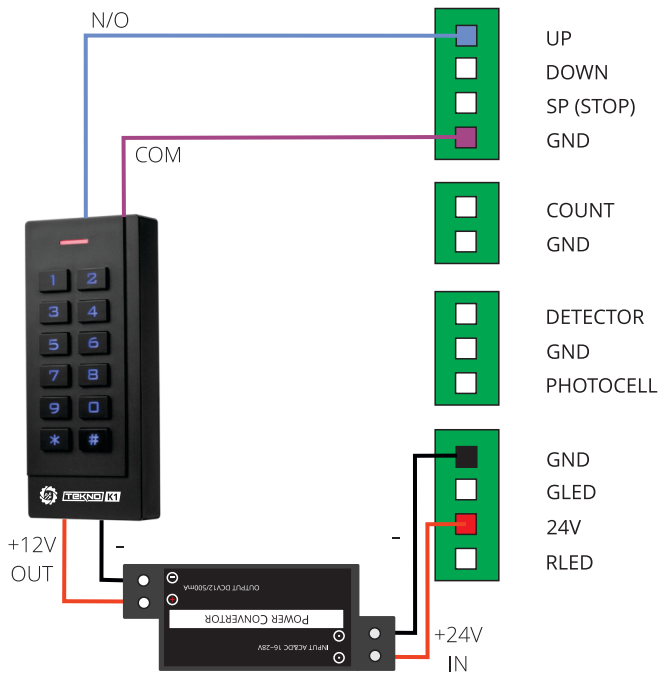 N/O
UP
DOWN
SP (STOP)
COM
GND
COUNT
GND
1 2
3 4
5 6
7 8
9 0
* #
DETECTOR
GND
PHOTOCELL
TEKNO K1
GND
GLED
24V
RLED
+12V
OUT
-
-
OUTPUT DCV12/500mA
POWER CONVERTOR
INPUT AC&DC 16~28V
+24V
IN